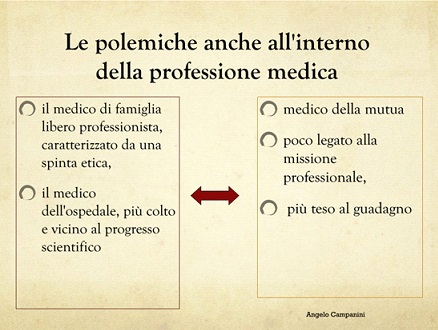 Le polemiche anche all'interno
della professione medica
il medico di famiglia
libero professionista,
caratterizzato da una
spinta etica,
il medico
dell'ospedale, più colto
e vicino al progresso
scientifico
medico della mutua
poco legato alla
missione
professionale,
più teso al guadagno
Angelo Campanini